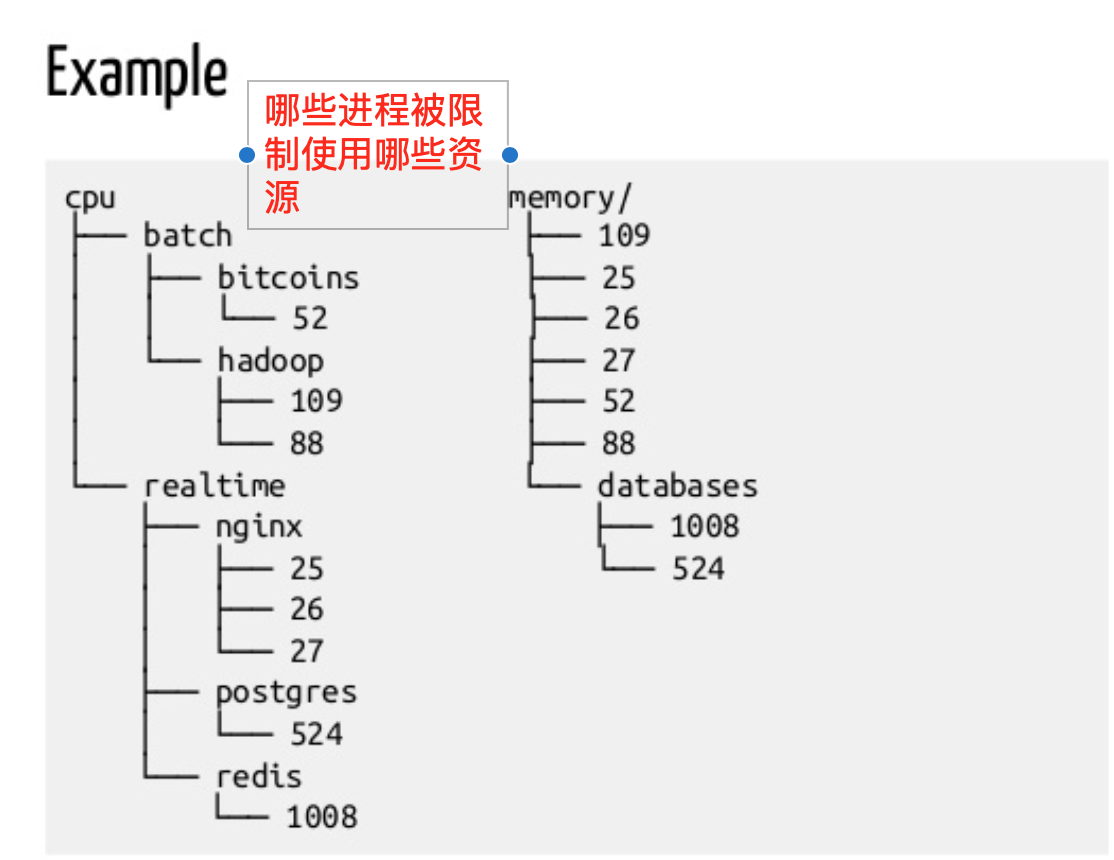 Example
哪些进程被限
制使用哪些资
源
cpu
├── batch
│   ├── bitcoins
│   │   └── 52
│   └── hadoop
│       ├── 109
│       └── 88
└── realtime
    ├── nginx
    │   ├── 25
    │   ├── 26
    │   └── 27
    ├── postgres
    │   └── 524
    └── redis
        └── 1008
memory/
├── 109
├── 25
├── 26
├── 27
├── 52
├── 88
└── databases
    ├── 1008
    └── 524